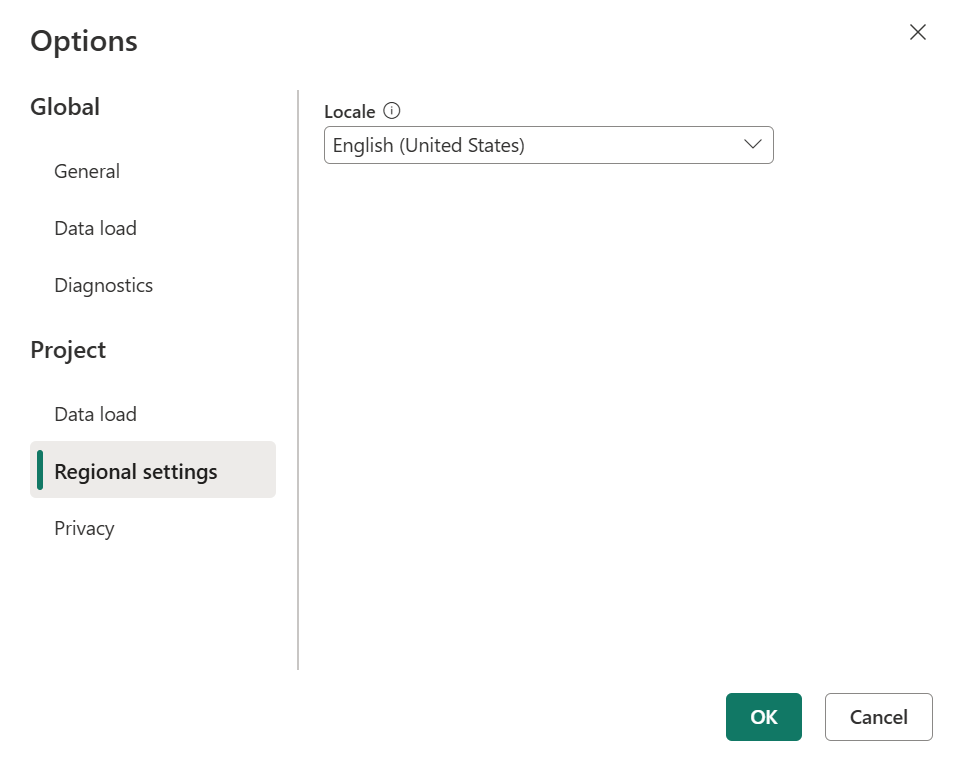 Options
Global
General
Data load
Diagnostics
Project
Data load
Regional settings
Privacy
Locale
English (United States)
OK
Cancel